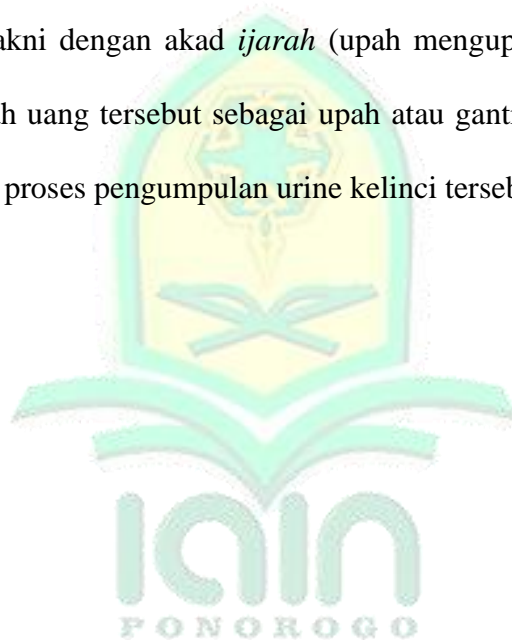 akni dengan akad ijarah (upah mengup
h uang tersebut sebagai upah atau gant
proses pengumpulan urine kelinci terseb
iain
PONOROGO